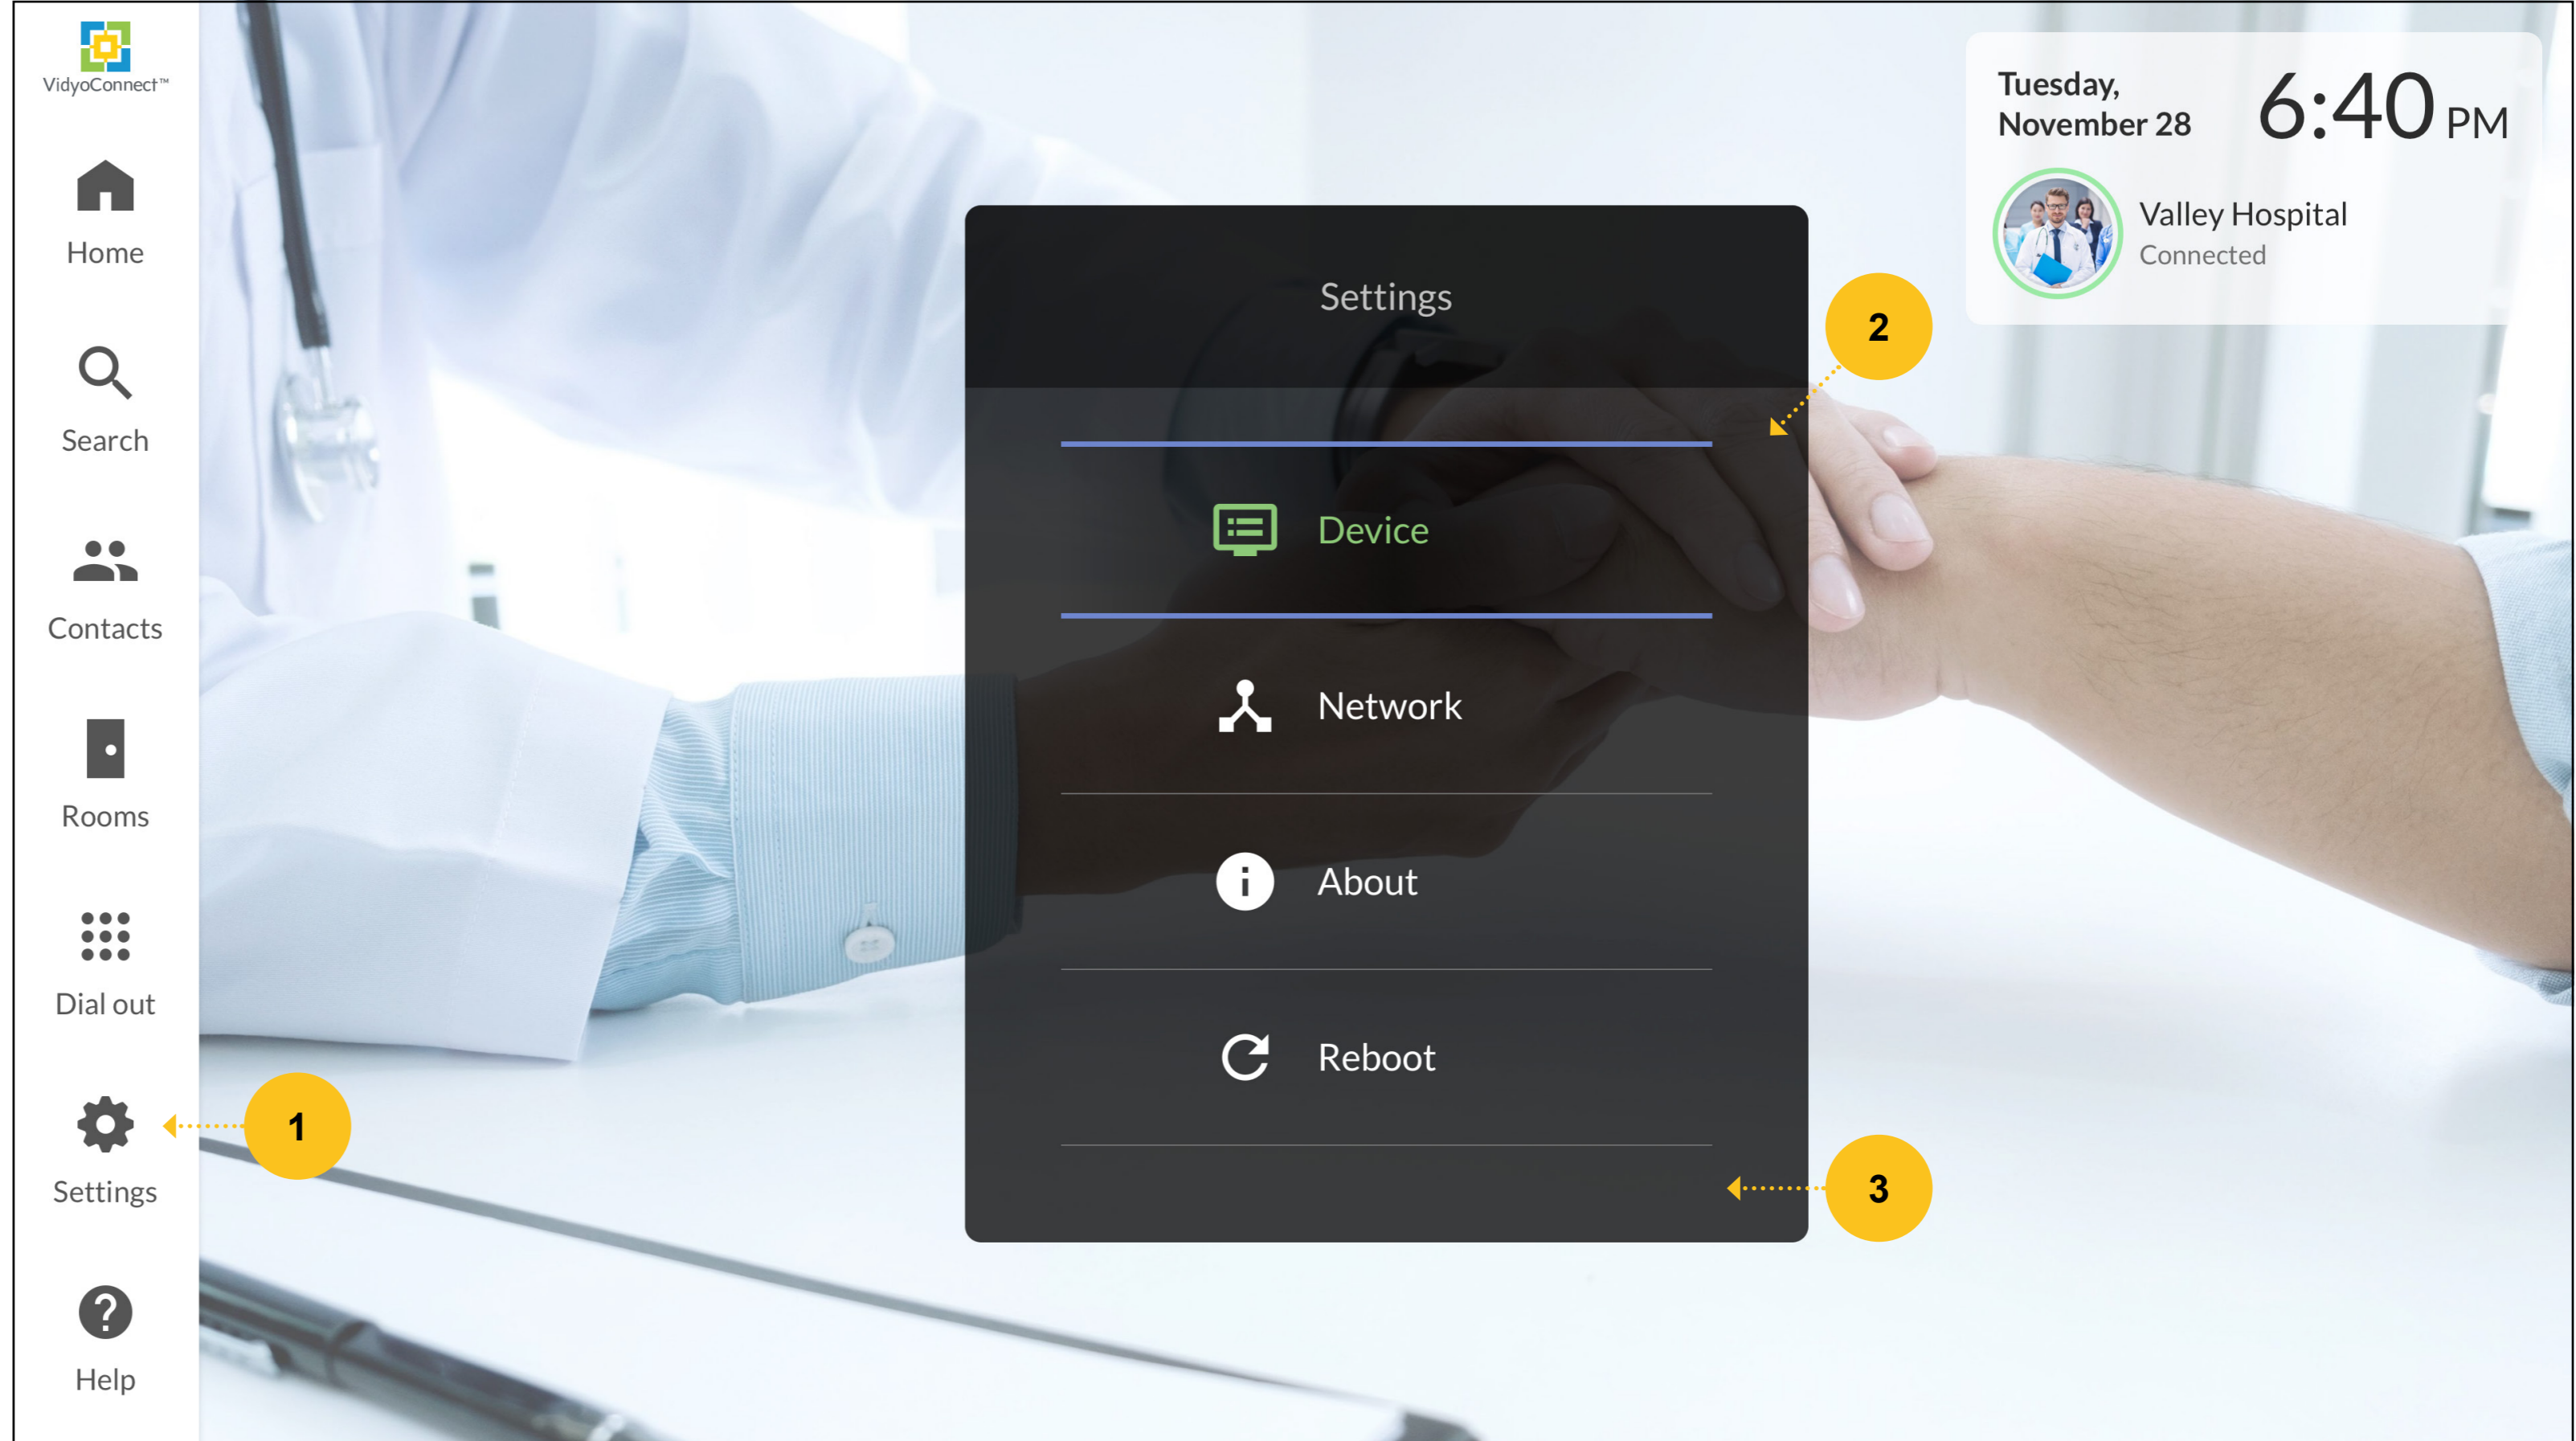 VidyoConnect™
Home
Search
Contacts
Rooms
Dial out
Settings
Help
1
Settings
Device
Network
About
Reboot
2
3
Tuesday,
November 28
6:40 PM
Valley Hospital
Connected